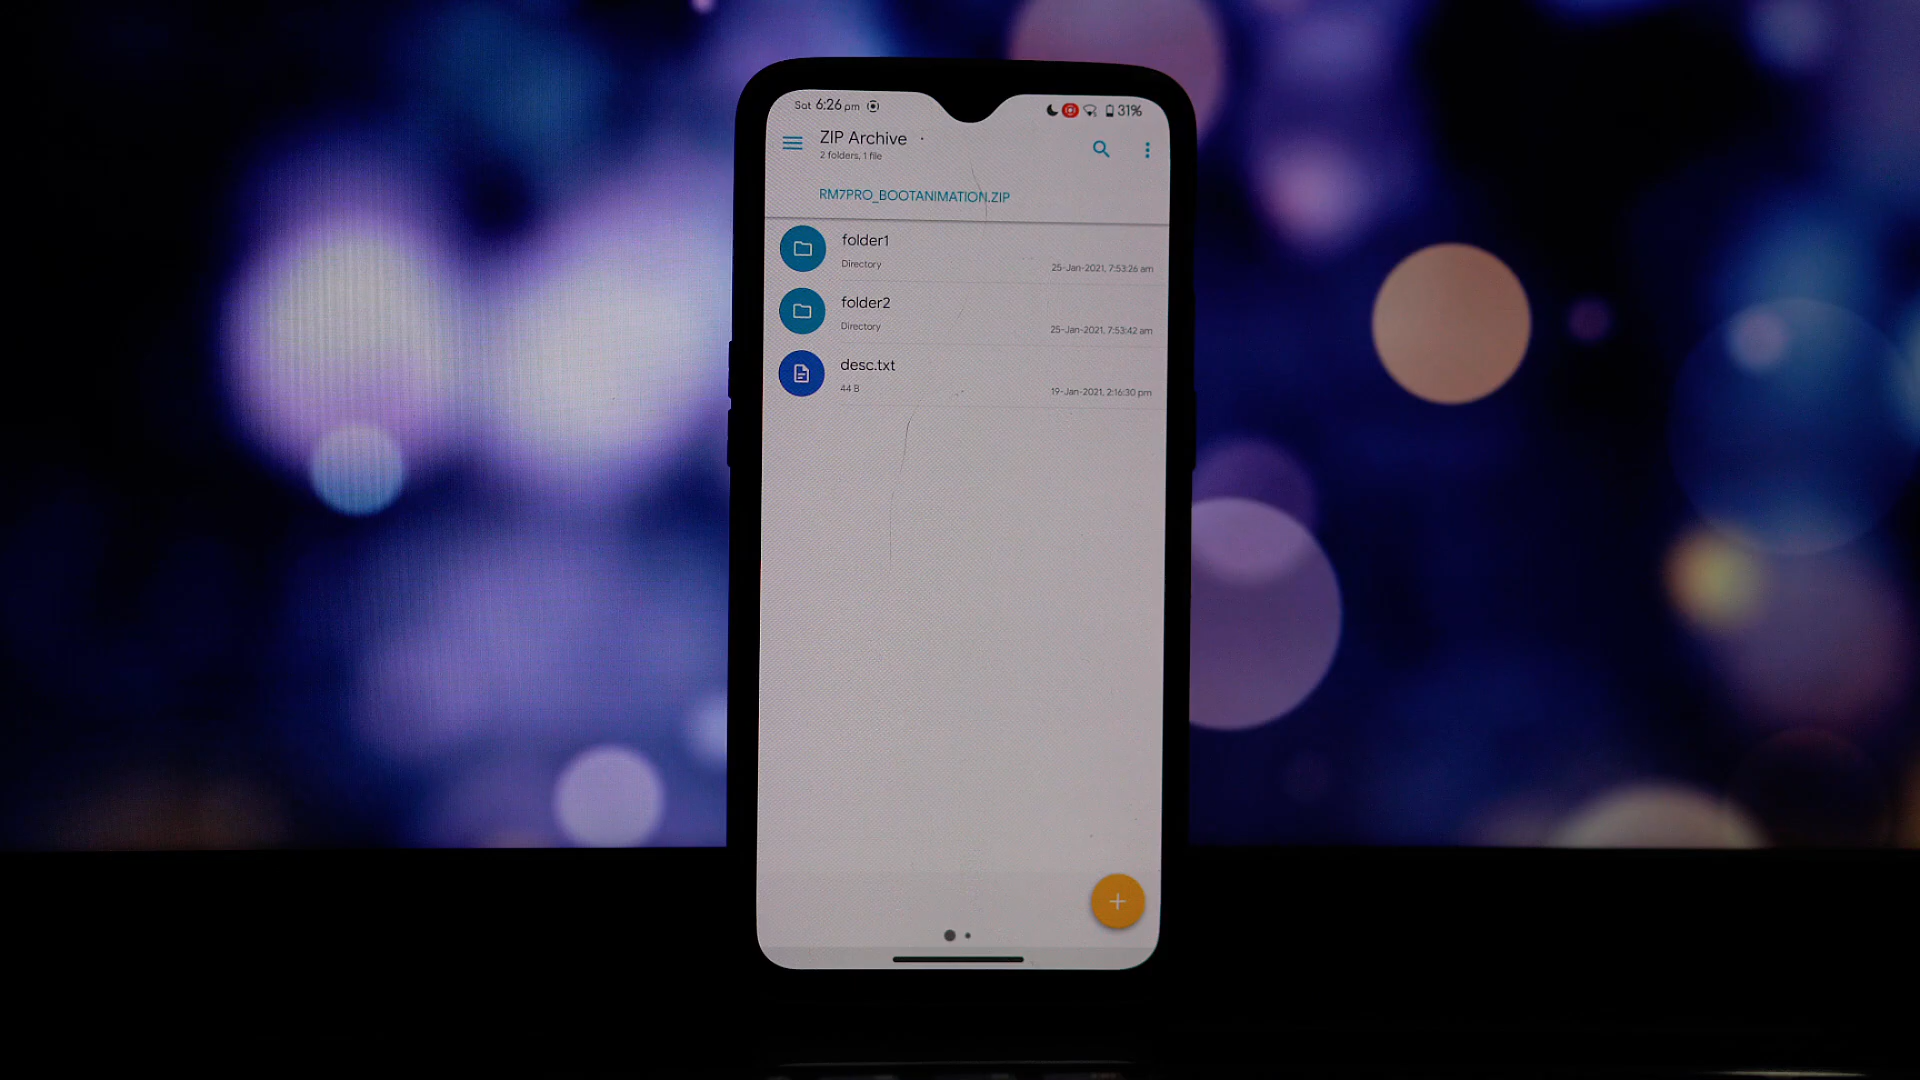 Sat 6:26 pm 31%
ZIP Archive
2 folders, 1 file
RM7PRO_BOOTANIMATION.ZIP
folder1
Directory 25-Jan-2021, 7:53:26 am
folder2
Directory 25-Jan-2021, 7:53:42 am
desc.txt
44 B 19-Jan-2021, 2:16:30 pm